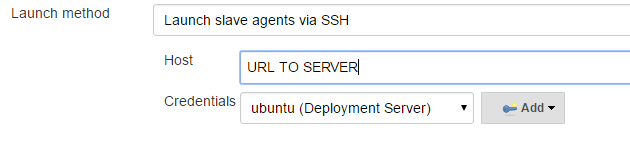 Launch method Launch slave agents via SSH
Host URL TO SERVER
Credentials ubuntu (Deployment Server) Add